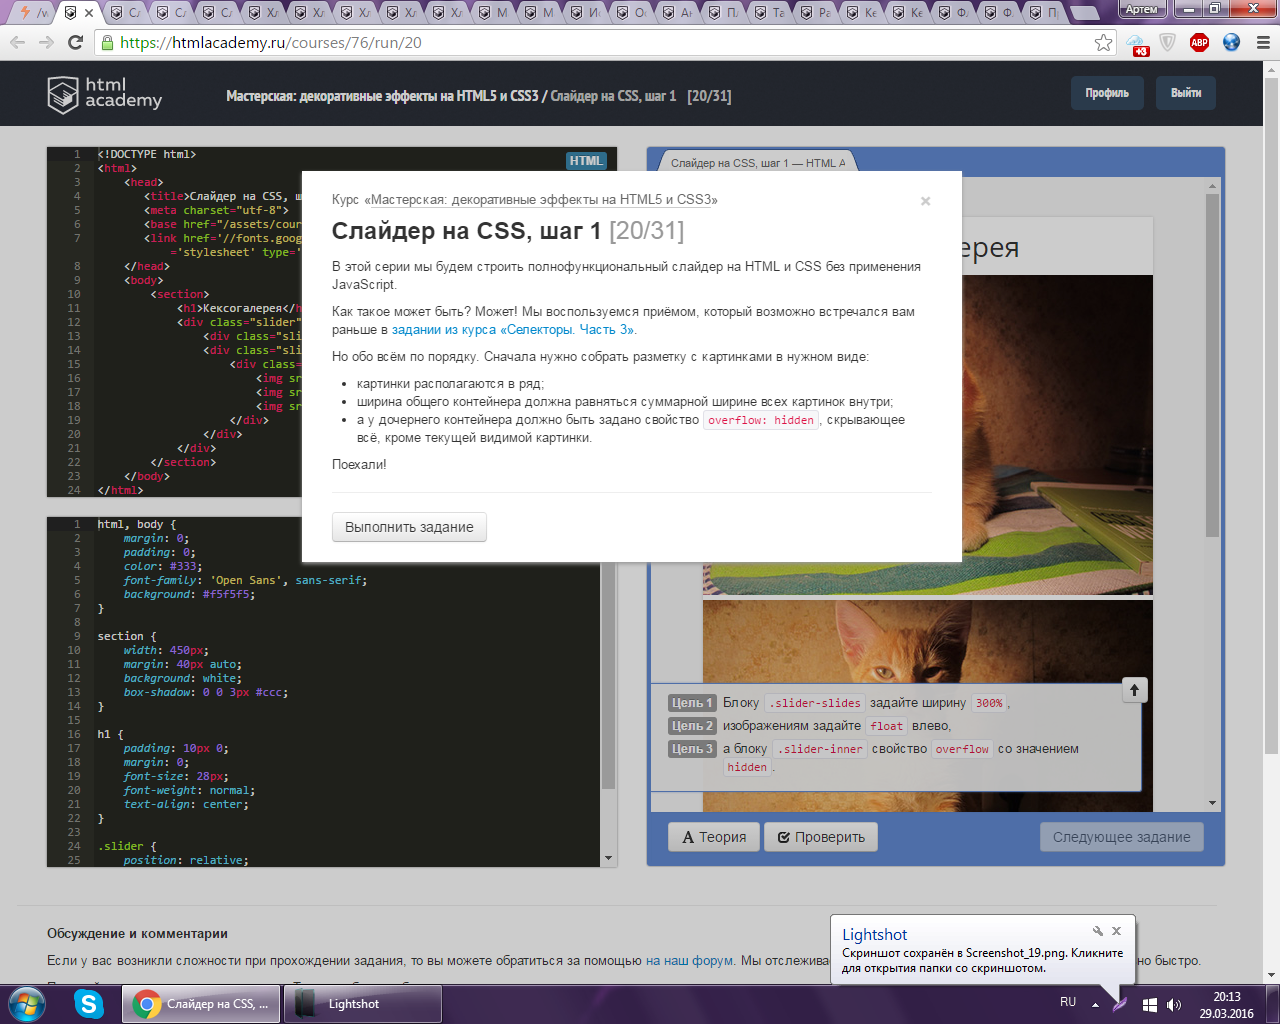 Артем
https://htmlacademy.ru/courses/76/run/20
+3
ABP
html
academy
Мастерская: декоративные эффекты на HTML5 и CSS3 / Слайдер на CSS, шаг 1 [20/31]
Профиль
Выйти
HTML
1 <!DOCTYPE html>
2 <html>
3 <head>
4 <title>Слайдер на CSS, ш
5 <meta charset="utf-8">
6 <base href="/assets/cour
7 <link href='//fonts.goog
='stylesheet' type='
8 </head>
9 <body>
10 <section>
11 <h1>Кексогалерея</h
12 <div class="slider"
13 <div class="sli
14 <div class="sli
15 <div class=
16 <img sr
17 <img sr
18 <img sr
19 </div>
20 </div>
21 </div>
22 </section>
23 </body>
24 </html>
Слайдер на CSS, шаг 1 — HTML A
ерея
Курс «Мастерская: декоративные эффекты на HTML5 и CSS3»
×
Слайдер на CSS, шаг 1 [20/31]
В этой серии мы будем строить полнофункциональный слайдер на HTML и CSS без применения
JavaScript.
Как такое может быть? Может! Мы воспользуемся приёмом, который возможно встречался вам
раньше в задании из курса «Селекторы. Часть 3».
Но обо всём по порядку. Сначала нужно собрать разметку с картинками в нужном виде:
• картинки располагаются в ряд;
• ширина общего контейнера должна равняться суммарной ширине всех картинок внутри;
• а у дочернего контейнера должно быть задано свойство overflow: hidden, скрывающее
всё, кроме текущей видимой картинки.
Поехали!
Выполнить задание
1 html, body {
2 margin: 0;
3 padding: 0;
4 color: #333;
5 font-family: 'Open Sans', sans-serif;
6 background: #f5f5f5;
7 }
8
9 section {
10 width: 450px;
11 margin: 40px auto;
12 background: white;
13 box-shadow: 0 0 3px #ccc;
14 }
15
16 h1 {
17 padding: 10px 0;
18 margin: 0;
19 font-size: 28px;
20 font-weight: normal;
21 text-align: center;
22 }
23
24 .slider {
25 position: relative;
Цель 1 Блоку .slider-slides задайте ширину 300%,
Цель 2 изображениям задайте float влево,
Цель 3 а блоку .slider-inner свойство overflow со значением
hidden.
Теория
Проверить
Следующее задание
Обсуждение и комментарии
Если у вас возникли сложности при прохождении задания, то вы можете обратиться за помощью на наш форум. Мы отслежива
но быстро.
Lightshot
Скриншот сохранён в Screenshot_19.png. Кликните
для открытия папки со скриншотом.
Слайдер на CSS, ...
Lightshot
RU
20:13
29.03.2016